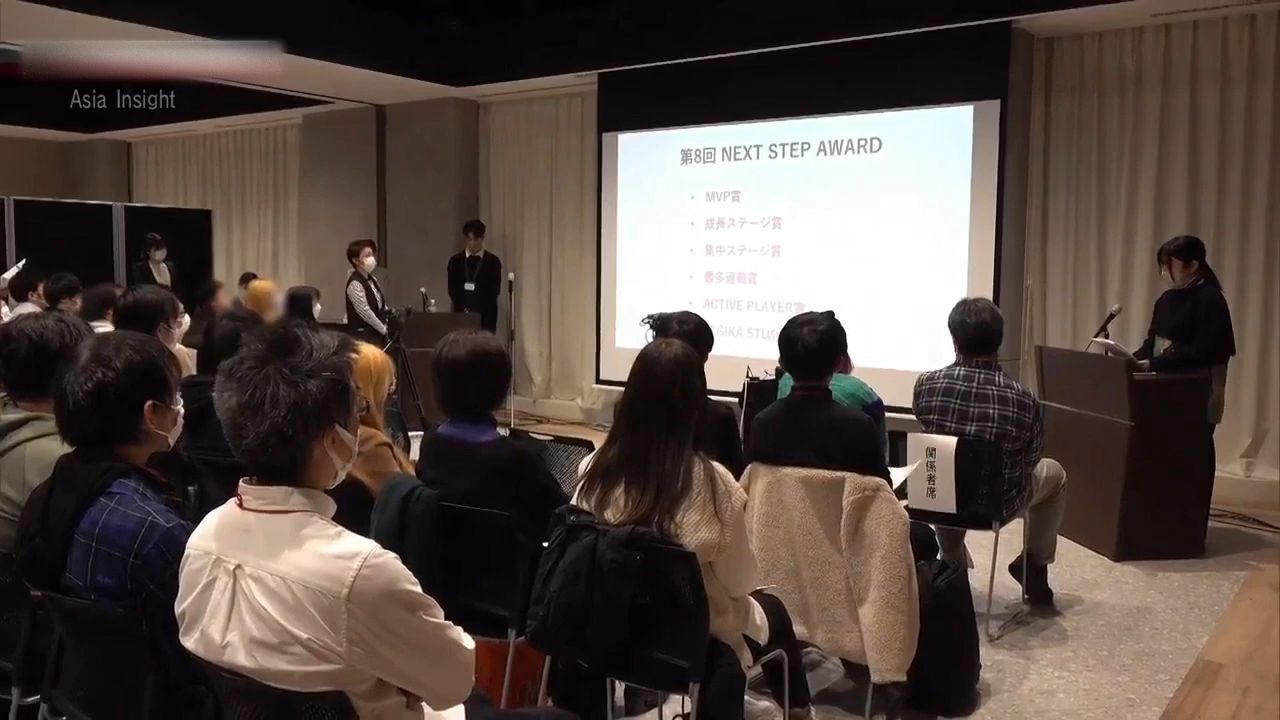 Asia Insight
第8回 NEXT STEP AWARD
• MVP賞
• 成長ステージ賞
• 集中ステージ賞
• 最多連載賞
• ACTIVE PLAYER賞
関係者席